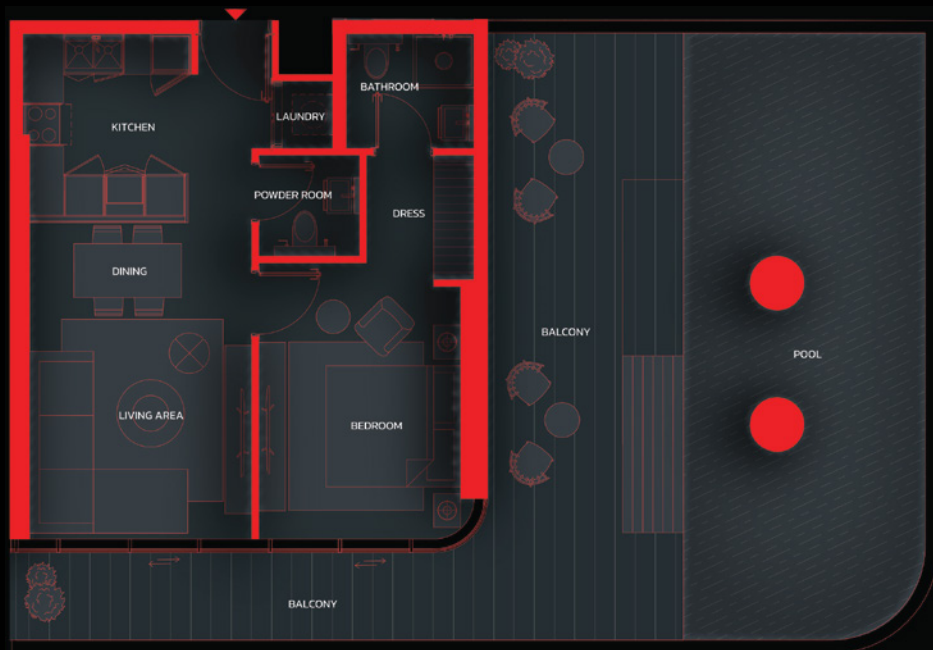 BATHROOM
LAUNDRY
KITCHEN
POWDER ROOM
DRESS
DINING
BALCONY
POOL
LIVING AREA
BEDROOM
BALCONY